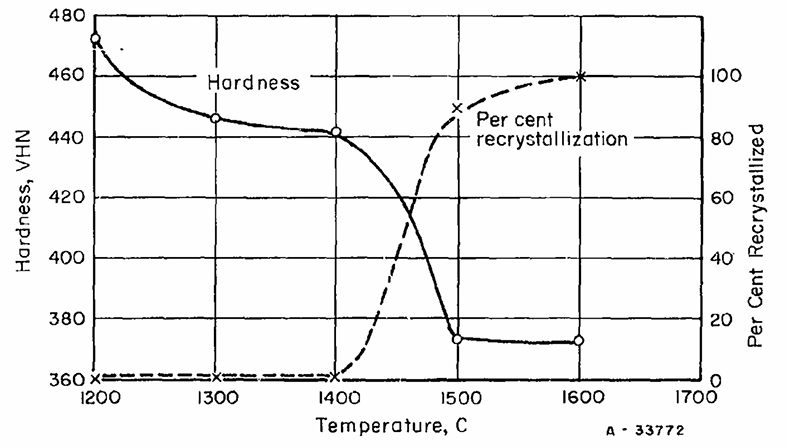 480
460
440
420
400
380
360
Hardness, VHN
Hardness
Per cent
recrystallization
100
80
60
40
20
0
Per Cent Recrystallized
1200
1300
1400
1500
1600
1700
Temperature, C
A - 33772